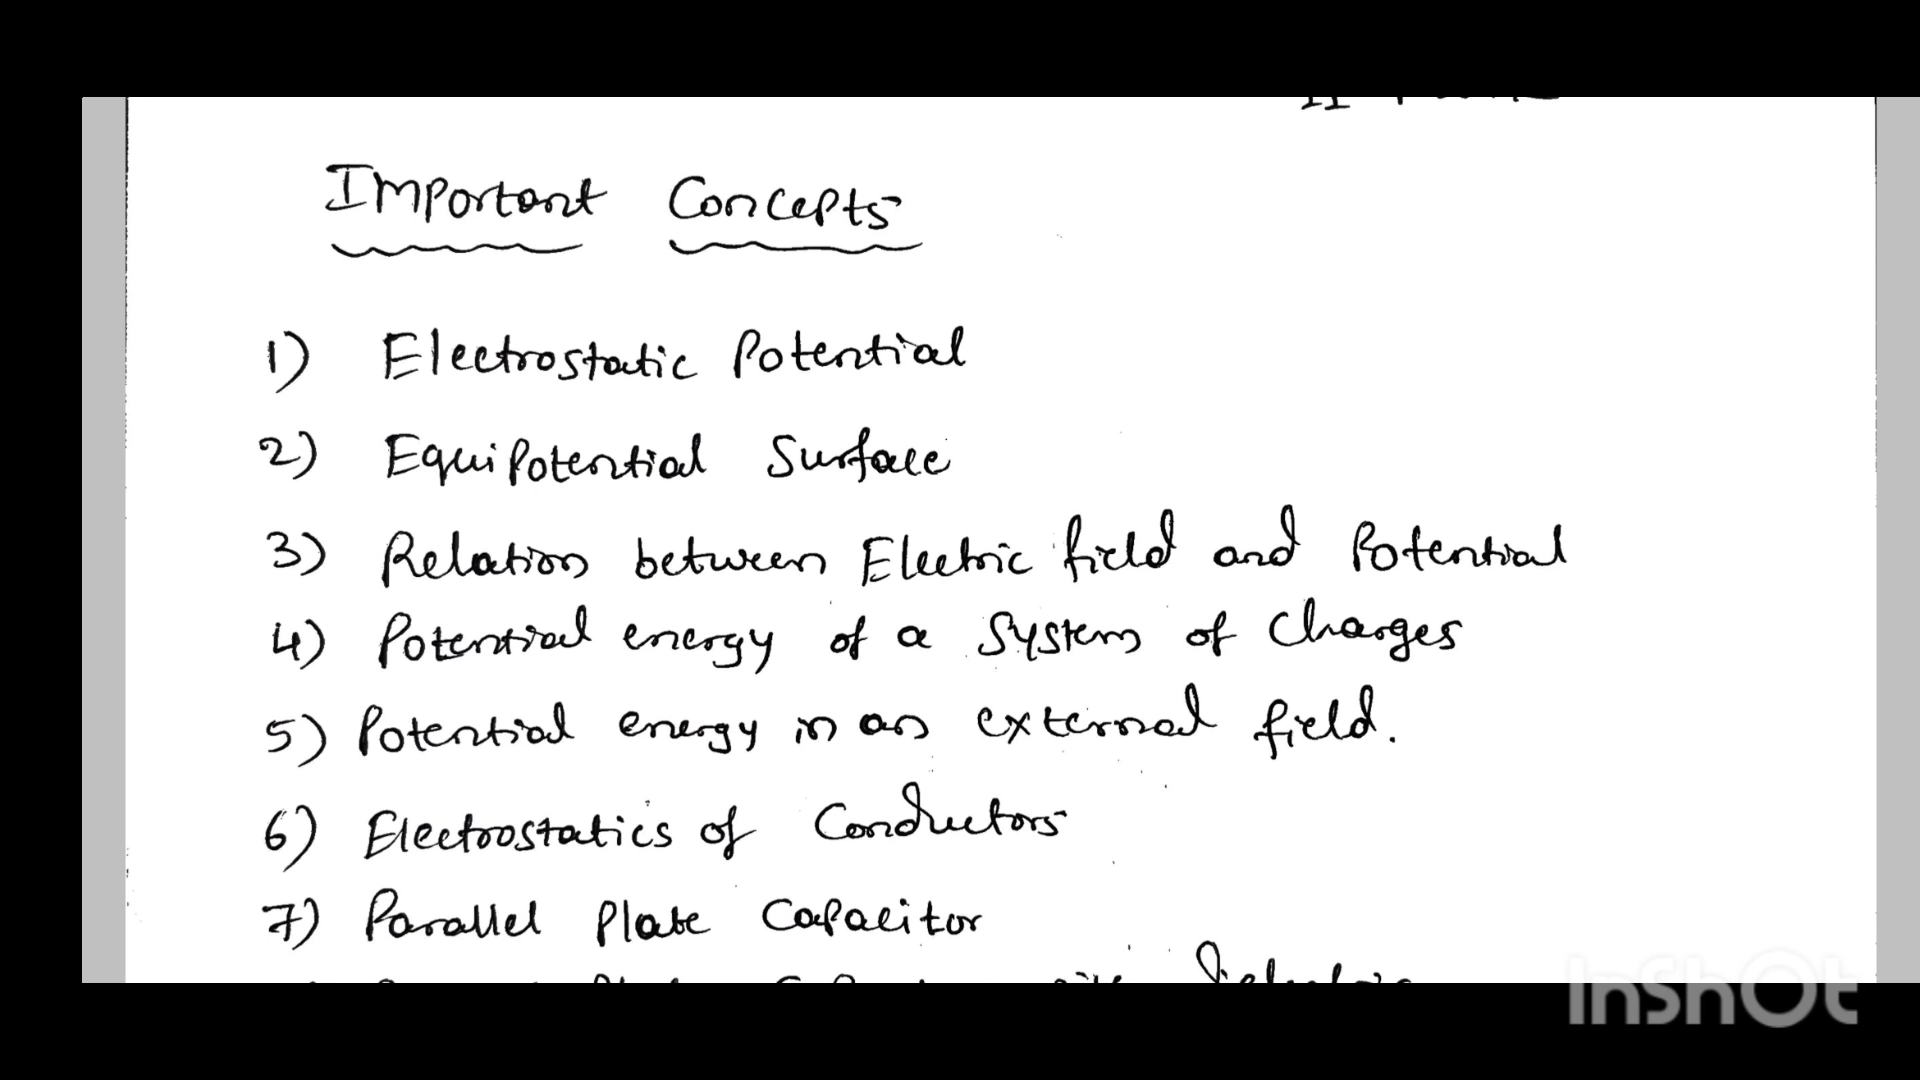 Important Concepts
1) Electrostatic Potential
2) Equipotential Surface
3) Relation between Electric field and Potential
4) Potential energy of a System of Charges
5) Potential energy in an external field.
6) Electrostatics of Conductors
7) Parallel Plate Capacitor
InShOt